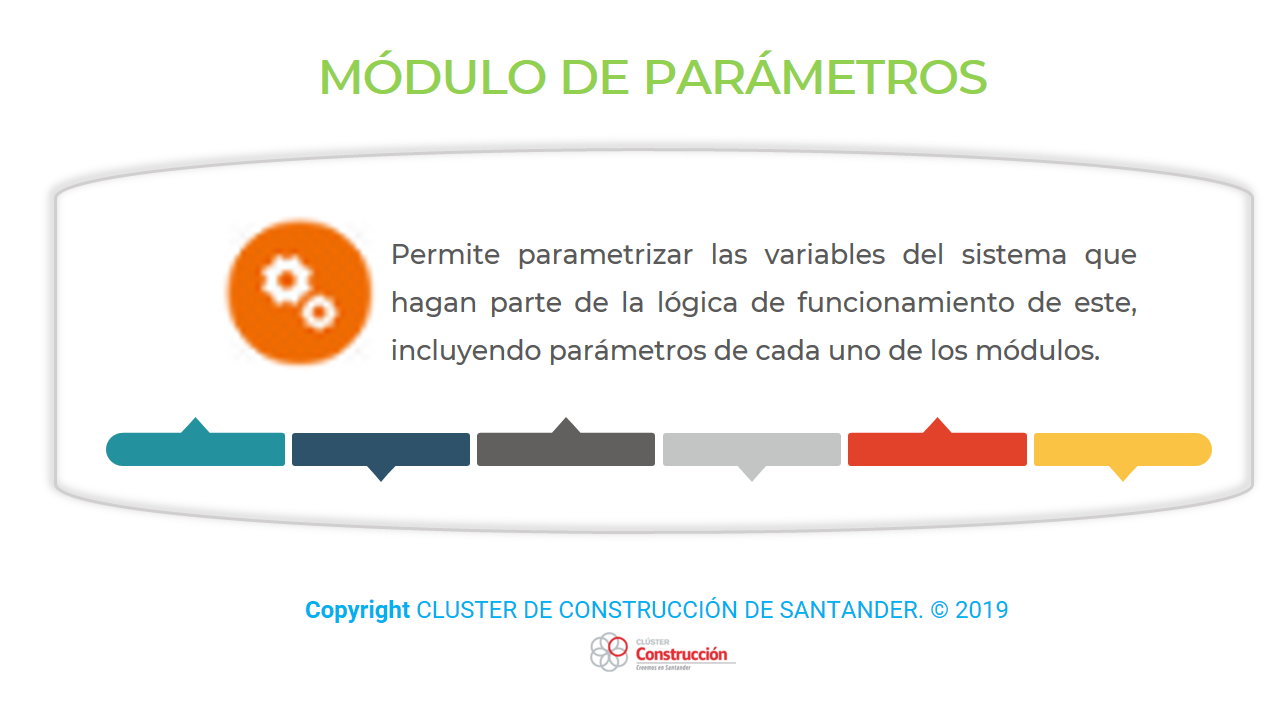 MÓDULO DE PARÁMETROS
Permite parametrizar las variables del sistema que
hagan parte de la lógica de funcionamiento de este,
incluyendo parámetros de cada uno de los módulos.
Copyright CLUSTER DE CONSTRUCCIÓN DE SANTANDER. © 2019
CLÚSTER
Construcción
Creemos en Santander